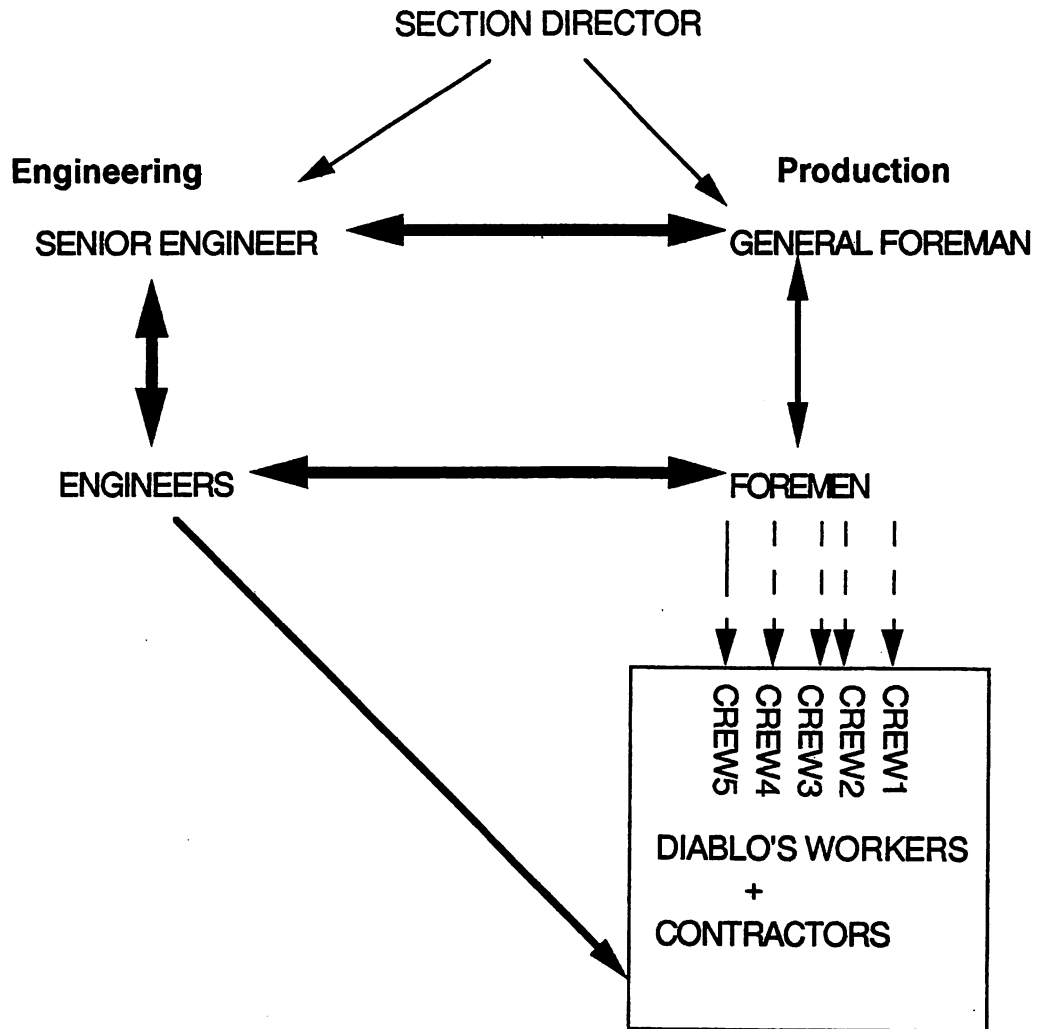 SECTION DIRECTOR
Engineering
Production
SENIOR ENGINEER
GENERAL FOREMAN
ENGINEERS
FOREMEN
CREW5
CREW4
CREW3
CREW2
CREW1
DIABLO'S WORKERS
+
CONTRACTORS